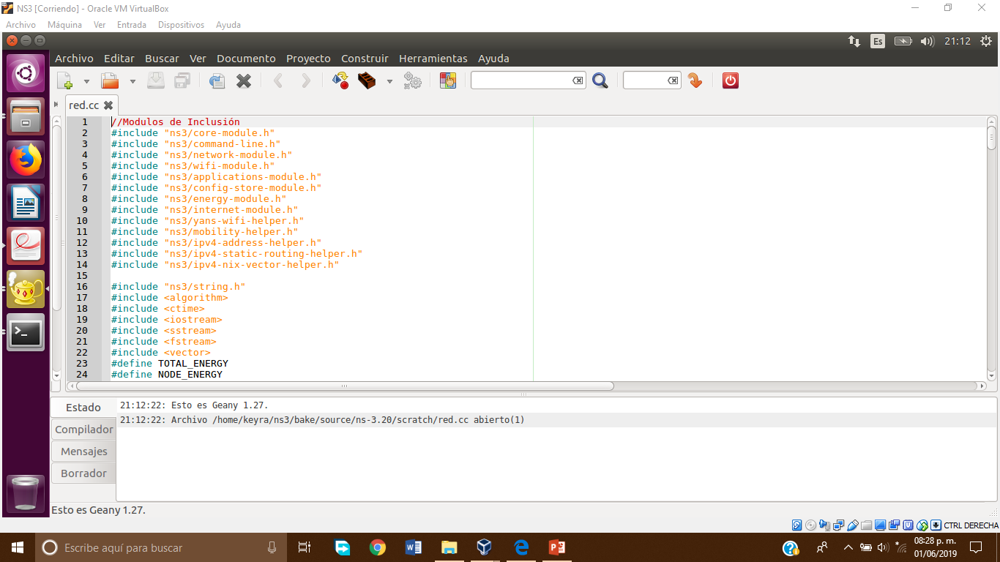 NS3 [Corriendo] - Oracle VM VirtualBox
Archivo Máquina Ver Entrada Dispositivos Ayuda
Es 21:12
Archivo Editar Buscar Ver Documento Proyecto Construir Herramientas Ayuda
red.cc
1 //Modulos de Inclusión
2 #include "ns3/core-module.h"
3 #include "ns3/command-line.h"
4 #include "ns3/network-module.h"
5 #include "ns3/wifi-module.h"
6 #include "ns3/applications-module.h"
7 #include "ns3/config-store-module.h"
8 #include "ns3/energy-module.h"
9 #include "ns3/internet-module.h"
10 #include "ns3/yans-wifi-helper.h"
11 #include "ns3/mobility-helper.h"
12 #include "ns3/ipv4-address-helper.h"
13 #include "ns3/ipv4-static-routing-helper.h"
14 #include "ns3/ipv4-nix-vector-helper.h"
15
16 #include "ns3/string.h"
17 #include <algorithm>
18 #include <ctime>
19 #include <iostream>
20 #include <sstream>
21 #include <fstream>
22 #include <vector>
23 #define TOTAL_ENERGY
24 #define NODE_ENERGY
Estado
Compilador
Mensajes
Borrador
21:12:22: Esto es Geany 1.27.
21:12:22: Archivo /home/keyra/ns3/bake/source/ns-3.20/scratch/red.cc abierto(1)
Esto es Geany 1.27.
CTRL DERECHA
Escribe aquí para buscar
08:28 p. m.
01/06/2019